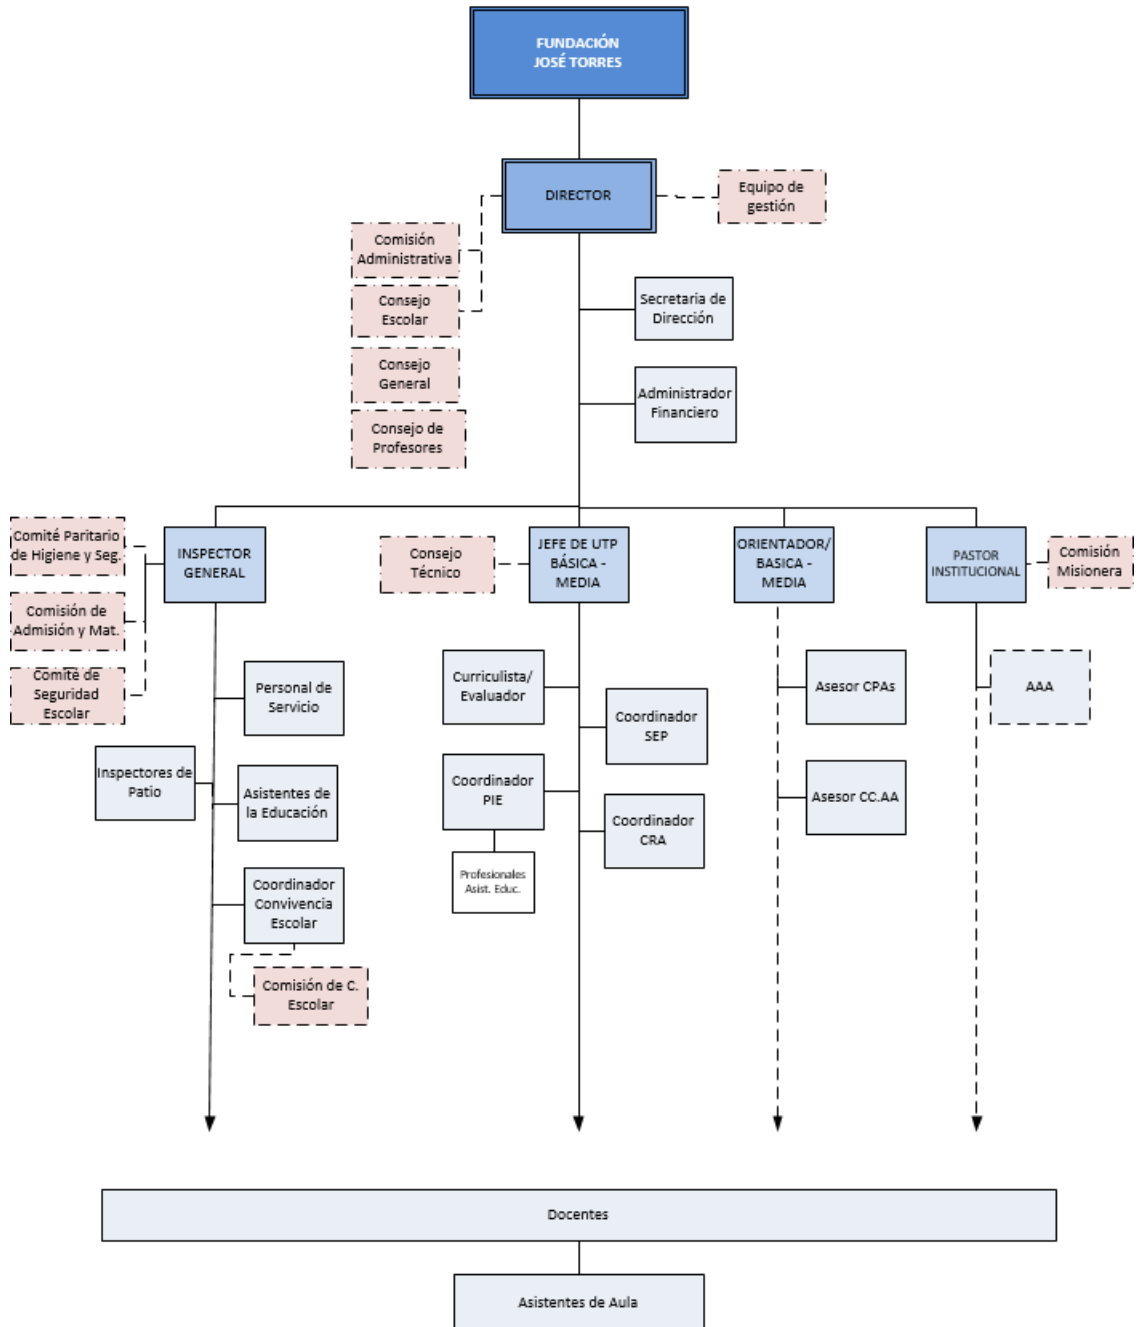 FUNDACIÓN
JOSÉ TORRES
DIRECTOR
Equipo de
gestión
Comisión
Administrativa
Consejo
Escolar
Consejo
General
Consejo de
Profesores
Secretaria de
Dirección
Administrador
Financiero
Comité Paritario
de Higiene y Seg.
Comisión de
Admisión y Mat.
Comité de
Seguridad
Escolar
INSPECTOR
GENERAL
Consejo
Técnico
JEFE DE UTP
BÁSICA -
MEDIA
ORIENTADOR/
BASICA -
MEDIA
PASTOR
INSTITUCIONAL
Comisión
Misionera
Personal de
Servicio
Inspectores de
Patio
Asistentes de
la Educación
Coordinador
Convivencia
Escolar
Comisión de C.
Escolar
Curriculista/
Evaluador
Coordinador
SEP
Coordinador
PIE
Coordinador
CRA
Profesionales
Asist. Educ.
Asesor CPAs
Asesor CC.AA
AAA
Docentes
Asistentes de Aula